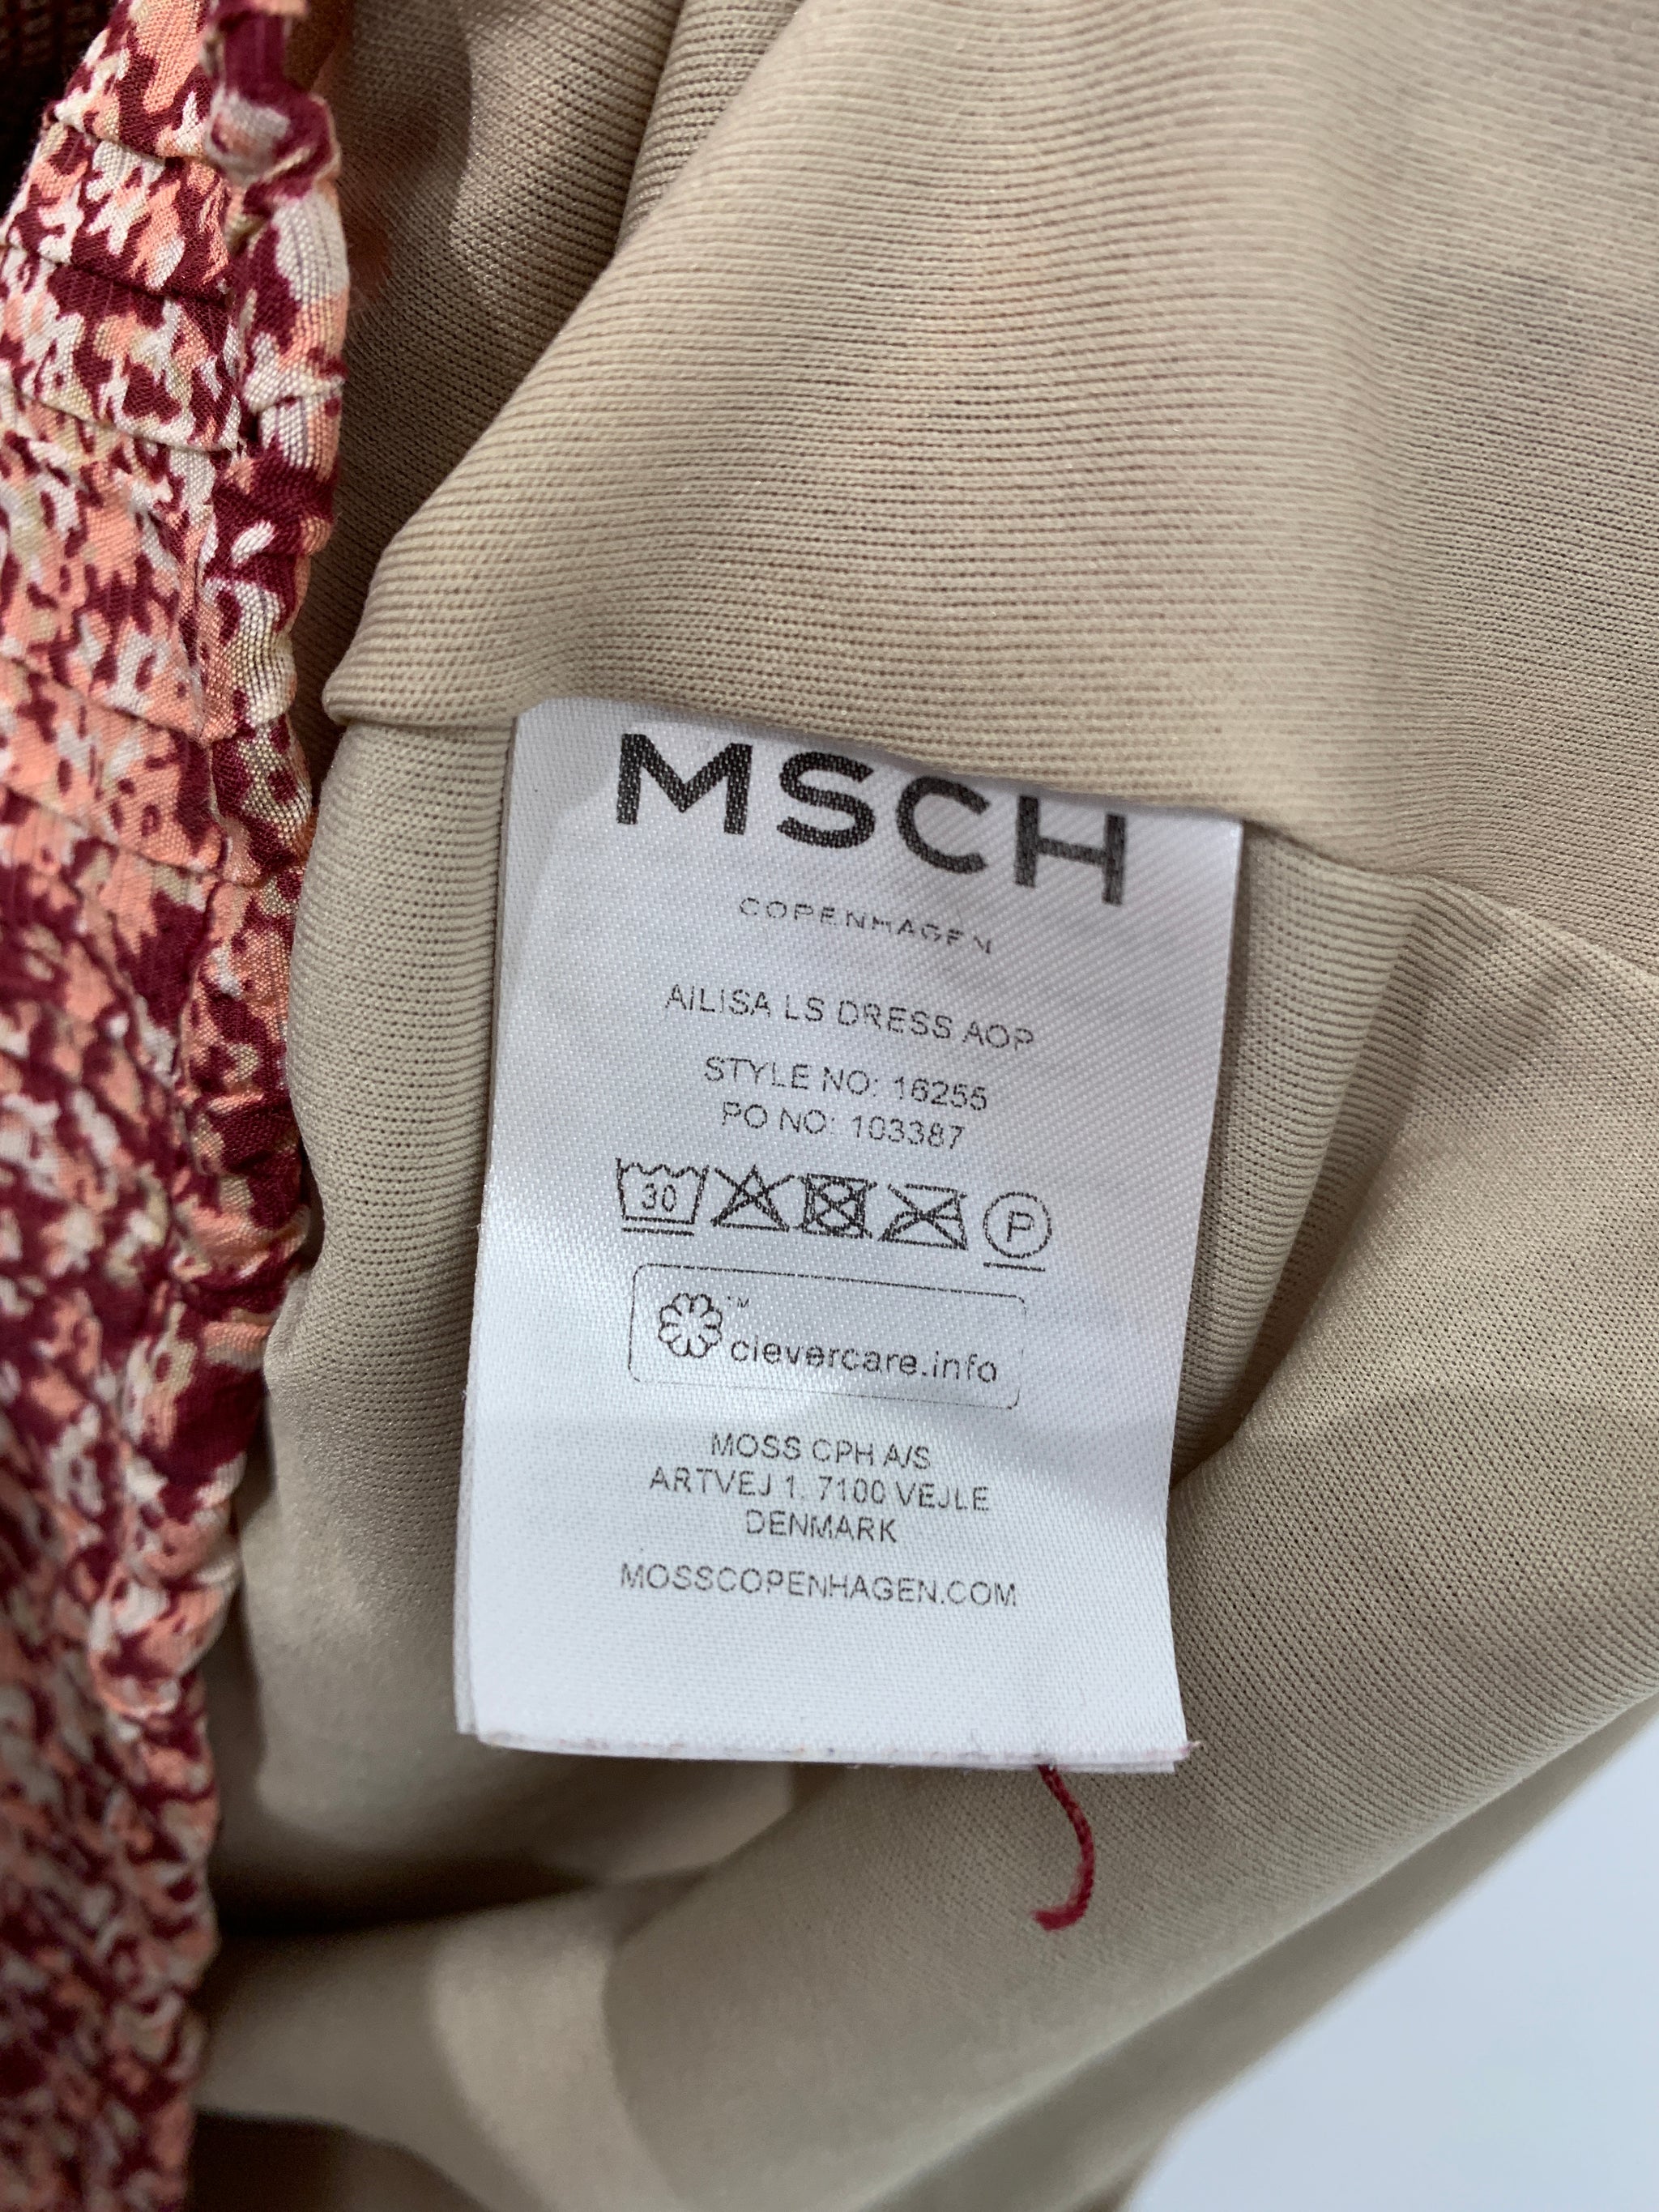 MSCH
COPENHAGEN
AILISA LS DRESS AOP
STYLE NO: 16255
PO NO: 103387
30 P
TM
clevercare.info
MOSS CPH A/S
ARTVEJ 1. 7100 VEJLE
DENMARK
MOSSCOPENHAGEN.COM